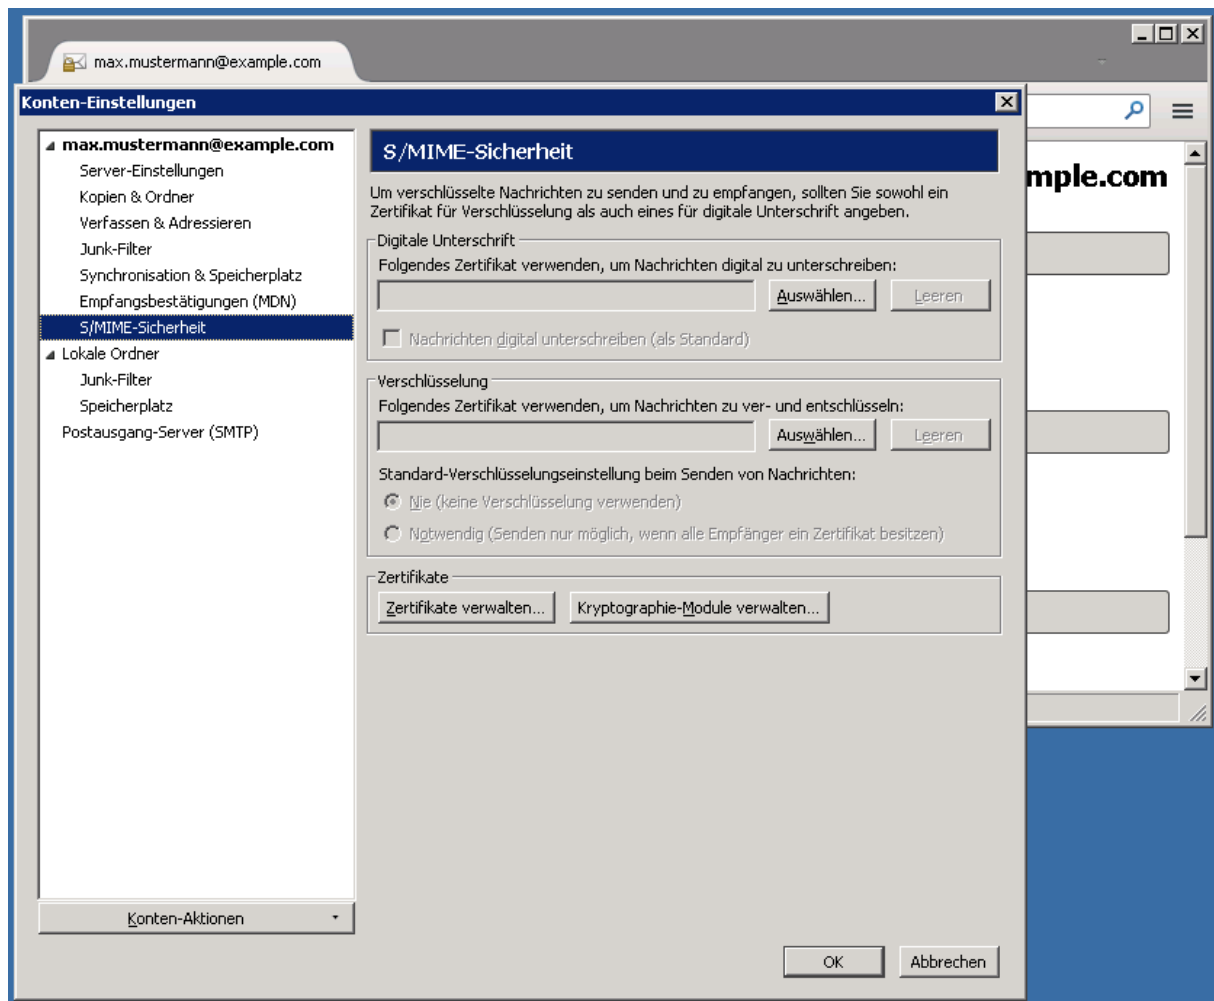 max.mustermann@example.com
Konten-Einstellungen
max.mustermann@example.com
Server-Einstellungen
Kopien & Ordner
Verfassen & Adressieren
Junk-Filter
Synchronisation & Speicherplatz
Empfangsbestätigungen (MDN)
S/MIME-Sicherheit
Lokale Ordner
Junk-Filter
Speicherplatz
Postausgang-Server (SMTP)
Konten-Aktionen
S/MIME-Sicherheit
Um verschlüsselte Nachrichten zu senden und zu empfangen, sollten Sie sowohl ein
Zertifikat für Verschlüsselung als auch eines für digitale Unterschrift angeben.
Digitale Unterschrift
Folgendes Zertifikat verwenden, um Nachrichten digital zu unterschreiben:
Auswählen... Leeren
Nachrichten digital unterschreiben (als Standard)
Verschlüsselung
Folgendes Zertifikat verwenden, um Nachrichten zu ver- und entschlüsseln:
Auswählen... Leeren
Standard-Verschlüsselungseinstellung beim Senden von Nachrichten:
Nie (keine Verschlüsselung verwenden)
Notwendig (Senden nur möglich, wenn alle Empfänger ein Zertifikat besitzen)
Zertifikate
Zertifikate verwalten... Kryptographie-Module verwalten...
OK Abbrechen
mple.com